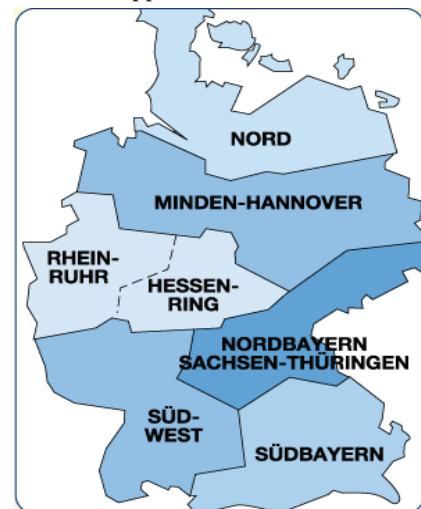 NORD
MINDEN-HANNOVER
RHEIN-
RUHR
HESSEN-
RING
NORDBAYERN
SACHSEN-THÜRINGEN
SÜD-
WEST
SÜDBAYERN